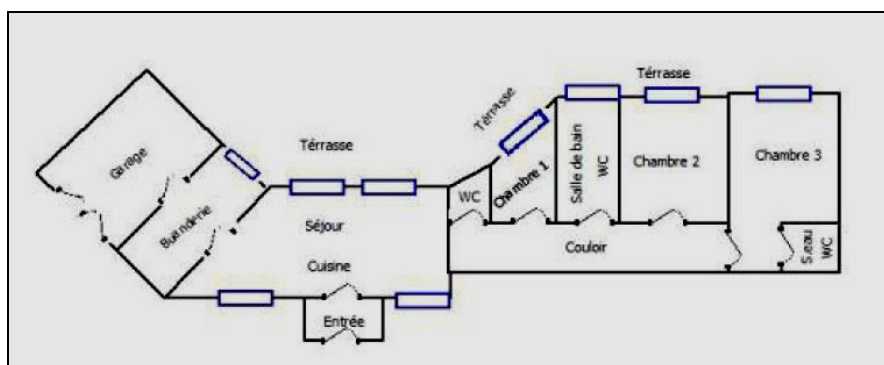 Térrasse
Térrasse
Térrasse
Garage
Buanderie
Séjour
Cuisine
Entrée
WC
Chambre 1
Salle de bain
WC
Chambre 2
Chambre 3
Couloir
S.eau
WC